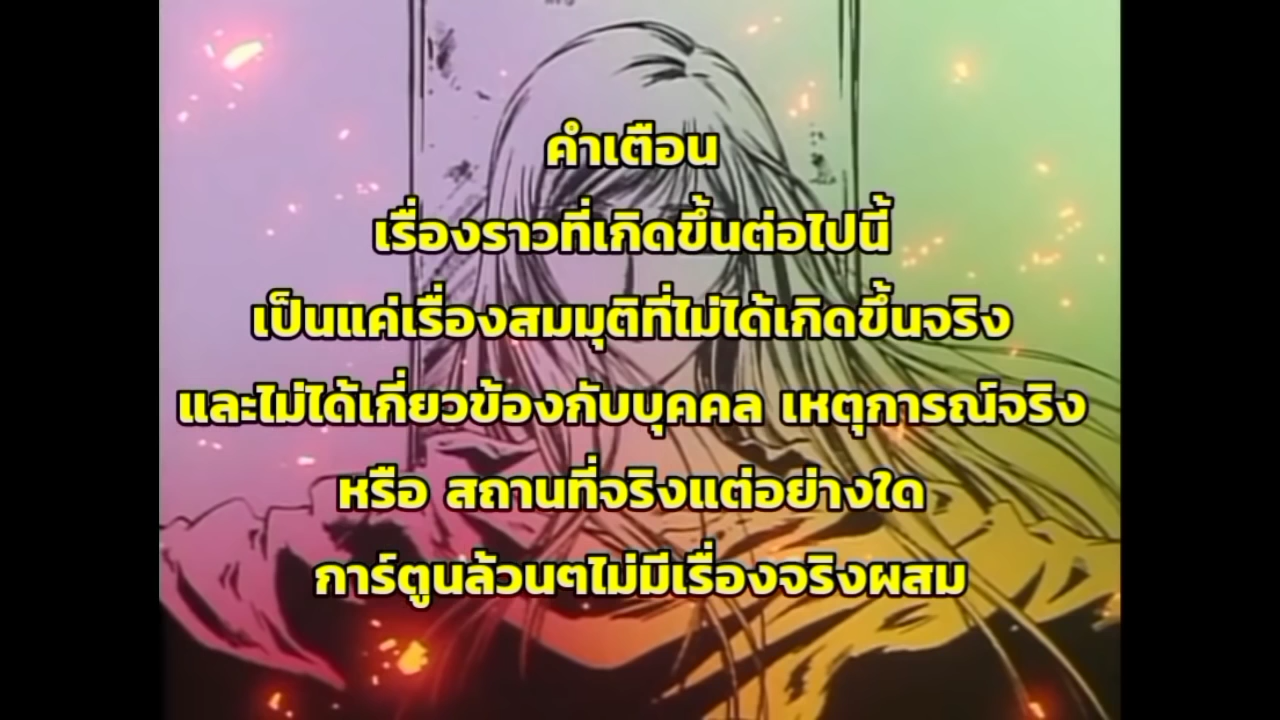 คำเตือน
เรื่องราวที่เกิดขึ้นต่อไปนี้
เป็นแค่เรื่องสมมุติที่ไม่ได้เกิดขึ้นจริง
และไม่ได้เกี่ยวข้องกับบุคคล เหตุการณ์จริง
หรือ สถานที่จริงแต่อย่างใด
การ์ตูนล้วนๆไม่มีเรื่องจริงผสม